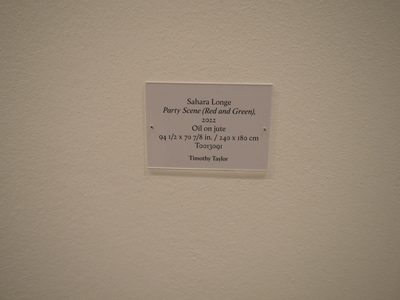 Sahara Longe
Party Scene (Red and Green),
2022
Oil on jute
94 1/2 x 70 7/8 in. / 240 x 180 cm
T0013091
Timothy Taylor